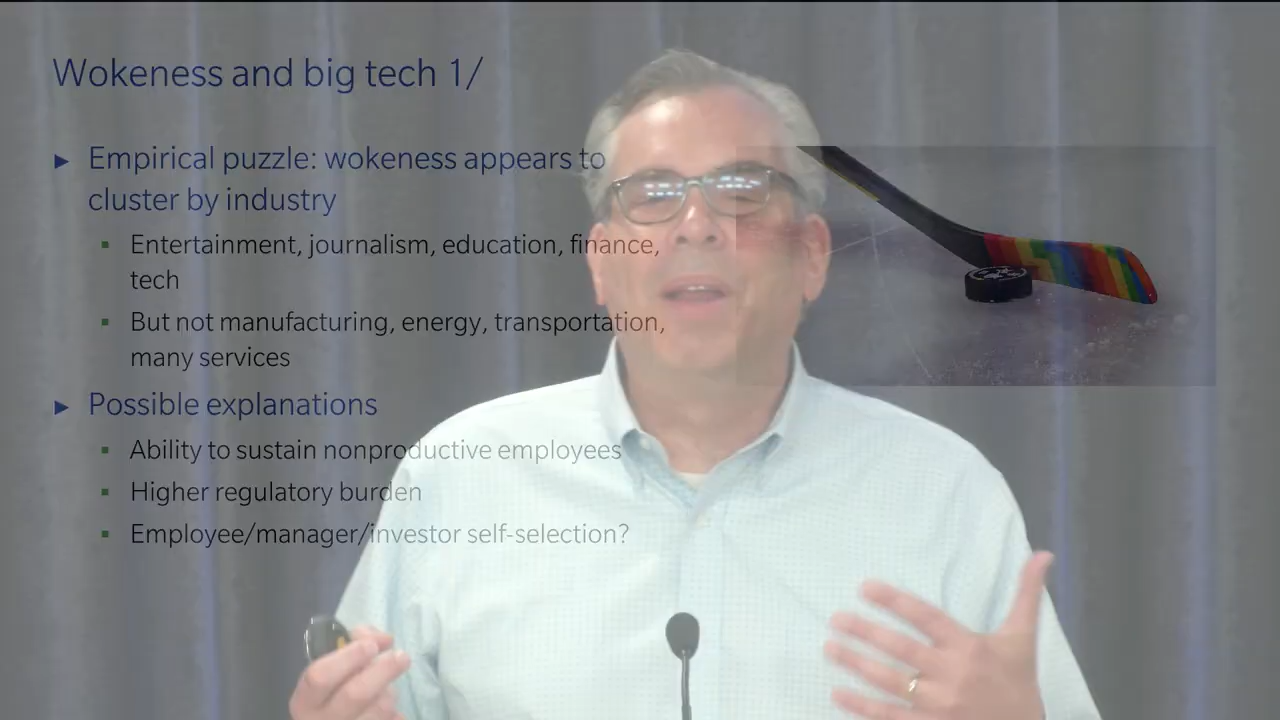 Wokeness and big tech 1/
► Empirical puzzle: wokeness appears to
cluster by industry
▪ Entertainment, journalism, education, finance,
tech
▪ But not manufacturing, energy, transportation,
many services
► Possible explanations
▪ Ability to sustain nonproductive employees
▪ Higher regulatory burden
▪ Employee/manager/investor self-selection?